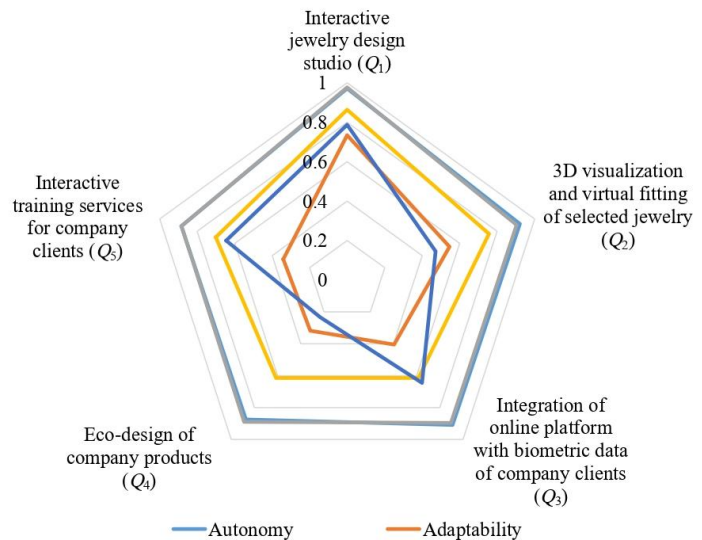 Interactive
jewelry design
studio (Q₁)
1
0.8
0.6
0.4
0.2
0
3D visualization
and virtual fitting
of selected jewelry
(Q₂)
Integration of
online platform
with biometric data
of company clients
(Q₃)
Eco-design of
company products
(Q₄)
Interactive
training services
for company
clients (Q₅)
Autonomy
Adaptability